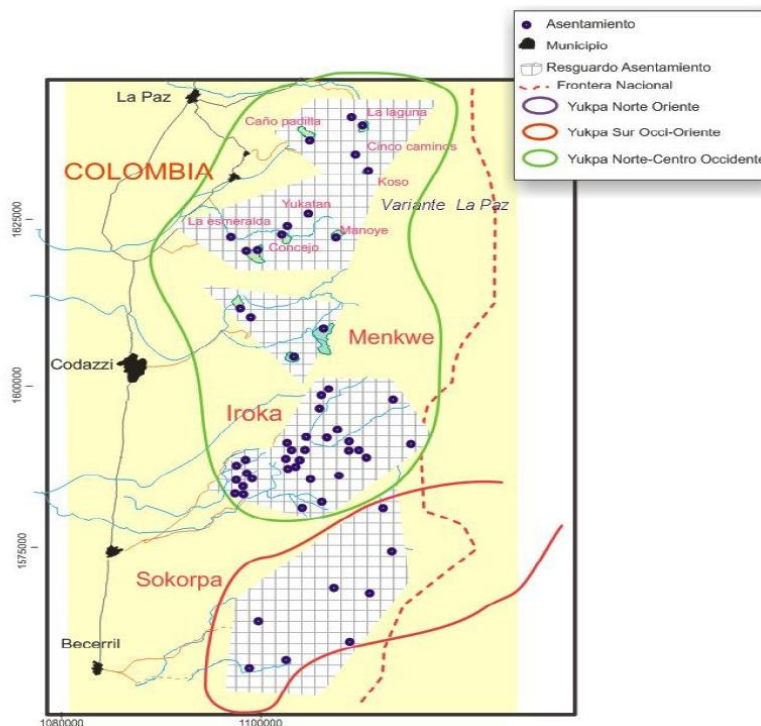 Asentamiento
Municipio
Resguardo Asentamiento
Frontera Nacional
Yukpa Norte Oriente
Yukpa Sur Occi-Oriente
Yukpa Norte-Centro Occidente
La Paz
La laguna
Caño padilla
Cinco caminos
COLOMBIA
Koso
Yukatan
Variante La Paz
La esmeralda
Manoye
Concejo
1625000
Menkwe
Codazzi
1600000
Iroka
1575000
Sokorpa
Becerril
1080000
1100000